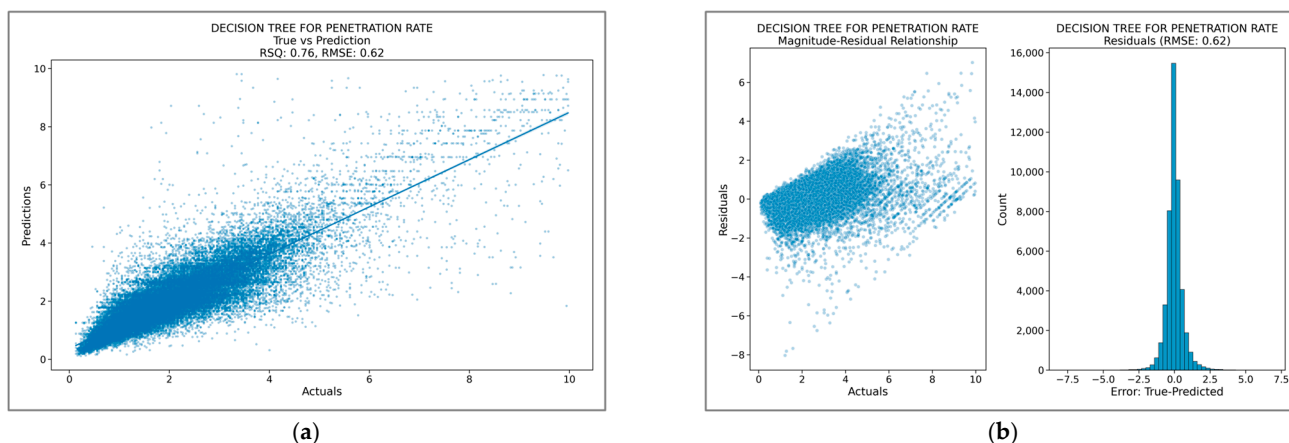 DECISION TREE FOR PENETRATION RATE
True vs Prediction
RSQ: 0.76, RMSE: 0.62
10
8
6
4
2
0
Predictions
0 2 4 6 8 10
Actuals
(a)
DECISION TREE FOR PENETRATION RATE
Magnitude-Residual Relationship
6
4
2
0
−2
−4
−6
−8
Residuals
0 2 4 6 8 10
Actuals
DECISION TREE FOR PENETRATION RATE
Residuals (RMSE: 0.62)
16,000
14,000
12,000
10,000
8,000
6,000
4,000
2,000
0
Count
−7.5 −5.0 −2.5 0.0 2.5 5.0 7.5
Error: True-Predicted
(b)